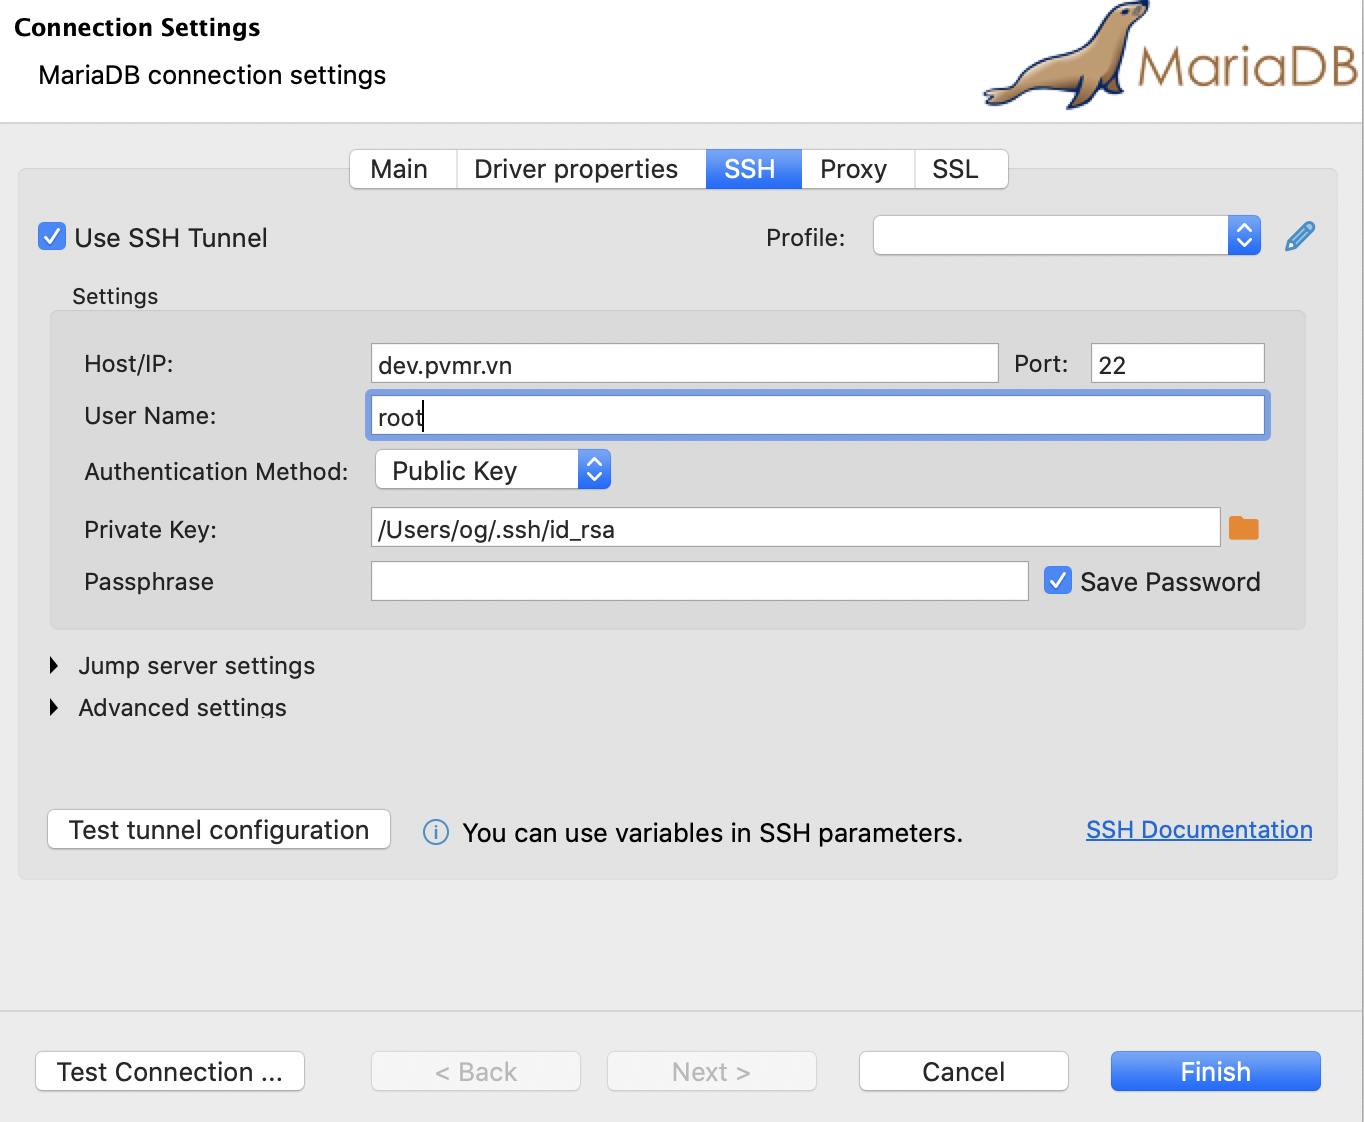 Connection Settings
MariaDB connection settings
MariaDB
Main Driver properties SSH Proxy SSL
Use SSH Tunnel Profile:
Settings
Host/IP: dev.pvmr.vn Port: 22
User Name: root
Authentication Method: Public Key
Private Key: /Users/og/.ssh/id_rsa
Passphrase Save Password
Jump server settings
Advanced settings
Test tunnel configuration You can use variables in SSH parameters. SSH Documentation
Test Connection ... < Back Next > Cancel Finish